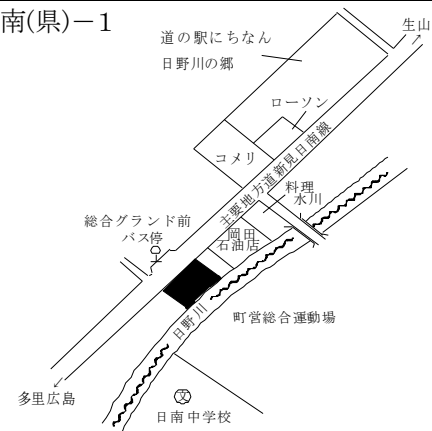 南(県)－1
生山
道の駅にちなん
日野川の郷
ローソン
コメリ
主要地方道新見日南線
料理
水川
総合グランド前
バス停
岡田
石油店
日野川
町営総合運動場
多里広島
文
日南中学校